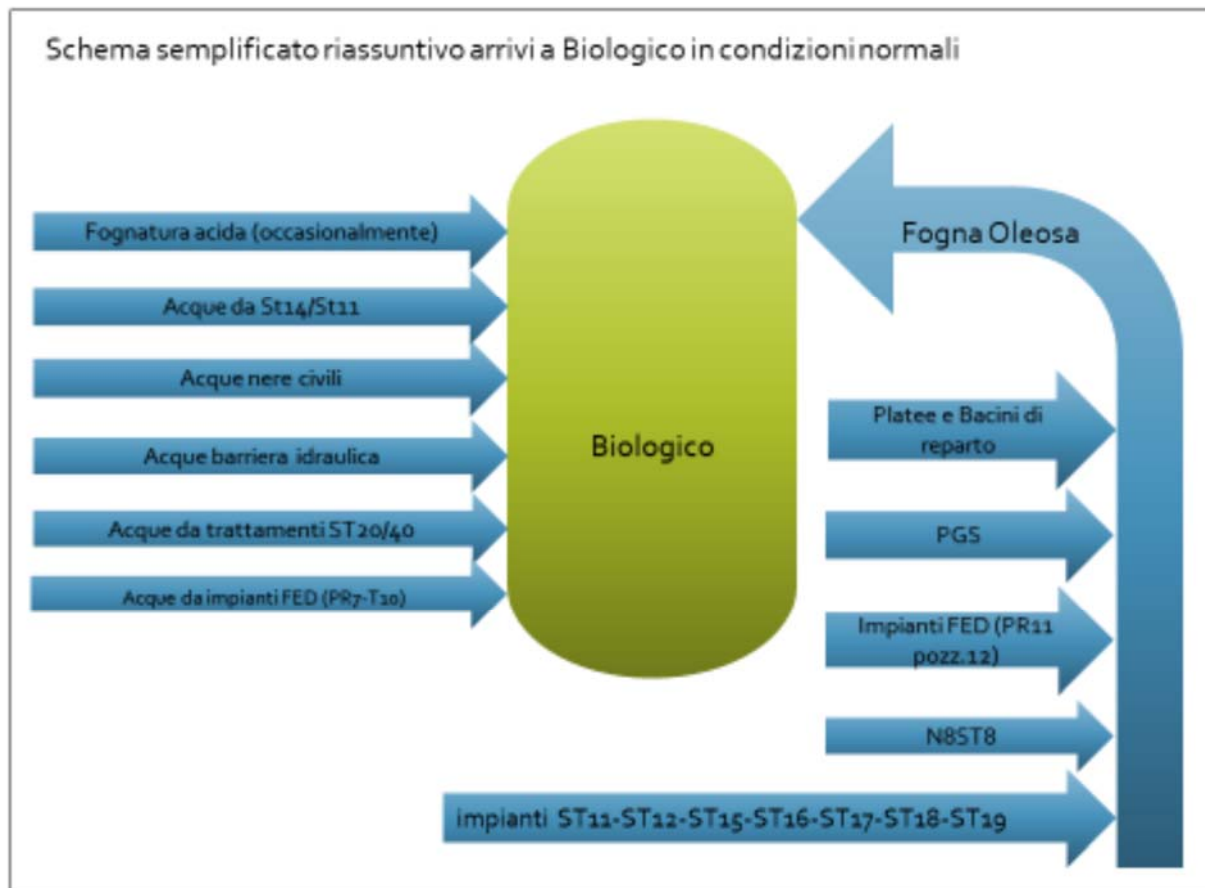 Schema semplificato riassuntivo arrivi a Biologico in condizioni normali
Fognatura acida (occasionalmente)
Acque da St14/St11
Acque nere civili
Acque barriera idraulica
Acque da trattamenti ST20/40
Acque da impianti FED (PR7-T10)
Biologico
Fogna Oleosa
Platee e Bacini di
reparto
PGS
Impianti FED (PR11
pozz.12)
N8ST8
impianti ST11-ST12-ST15-ST16-ST17-ST18-ST19